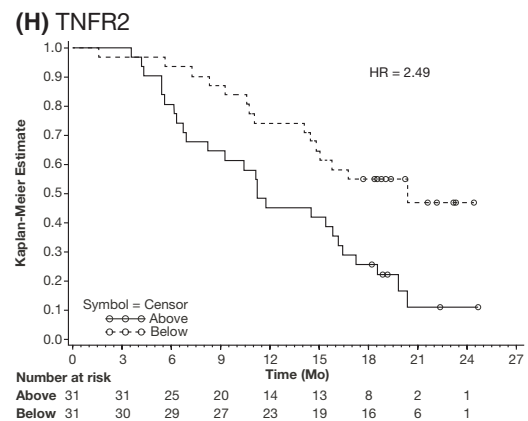 (H) TNFR2
1.0
0.9
0.8
0.7
0.6
0.5
0.4
0.3
0.2
0.1
0.0
Kaplan-Meier Estimate
HR = 2.49
Symbol = Censor
Above
Below
0 3 6 9 12 15 18 21 24 27
Time (Mo)
Number at risk
Above 31 31 25 20 14 13 8 2 1
Below 31 30 29 27 23 19 16 6 1